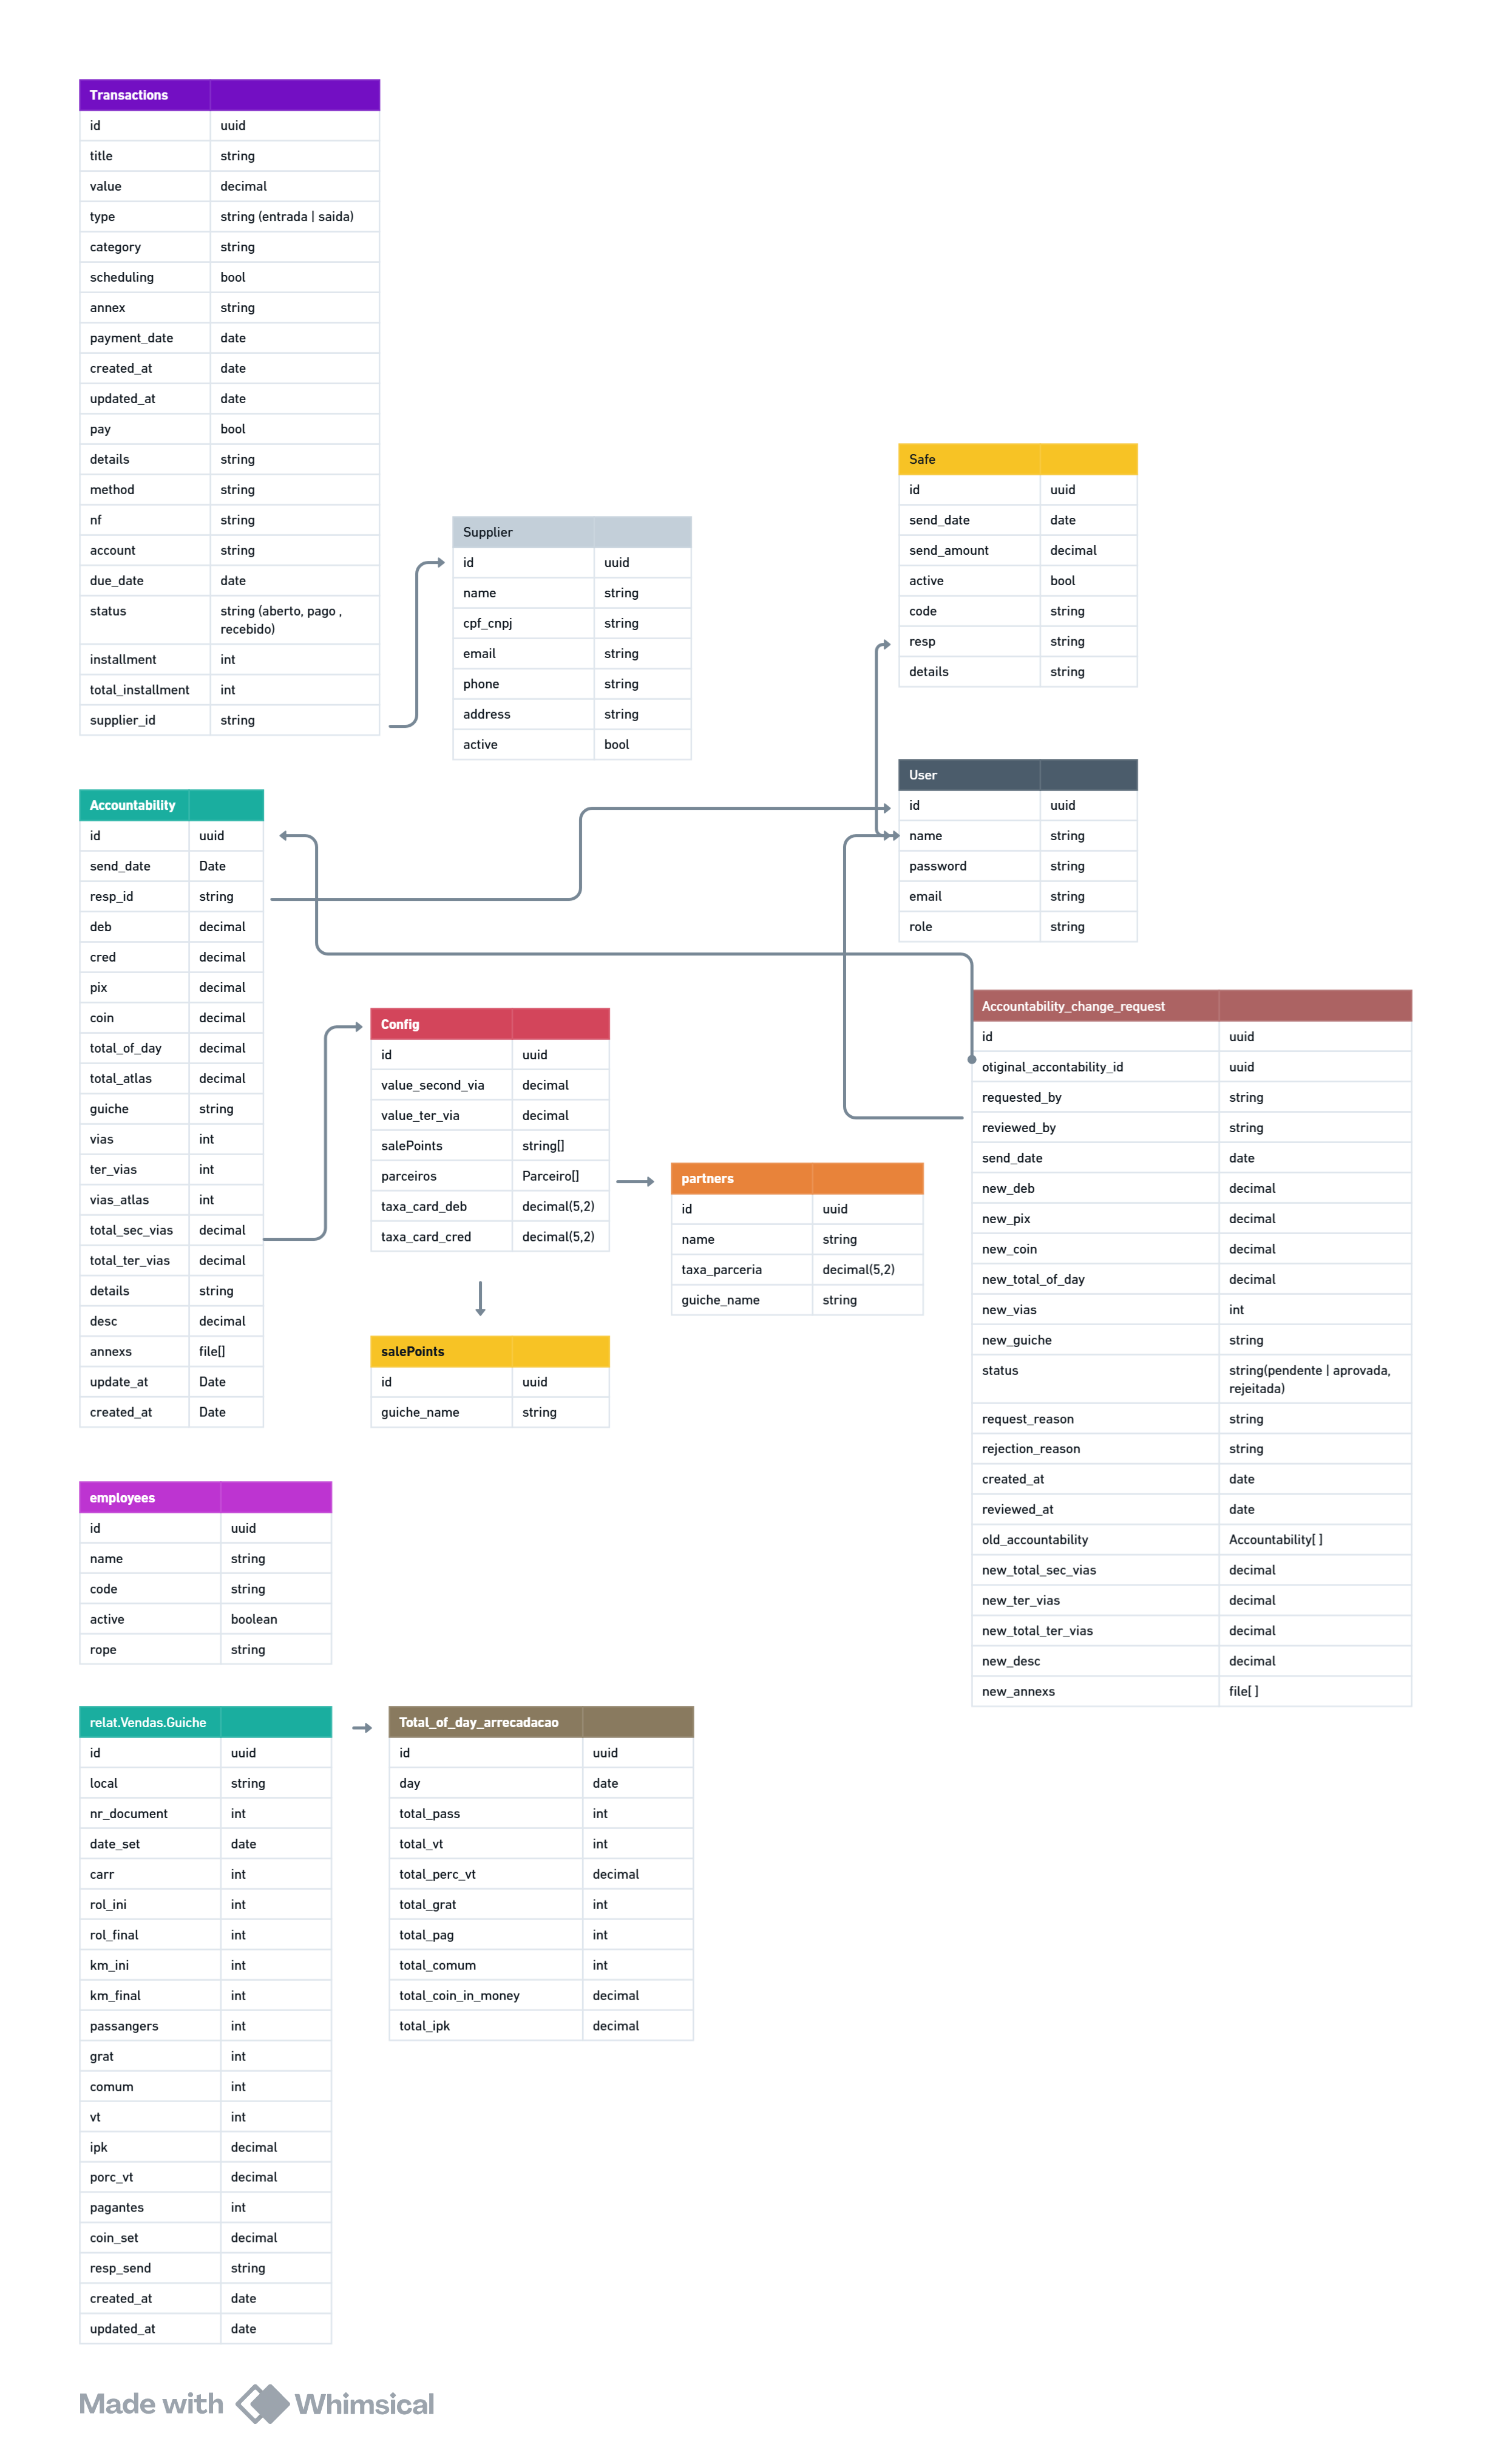 Transactions
id uuid
title string
value decimal
type string (entrada | saida)
category string
scheduling bool
annex string
payment_date date
created_at date
updated_at date
pay bool
details string
method string
nf string
account string
due_date date
status string (aberto, pago ,
recebido)
installment int
total_installment int
supplier_id string
Supplier
id uuid
name string
cpf_cnpj string
email string
phone string
address string
active bool
Safe
id uuid
send_date date
send_amount decimal
active bool
code string
resp string
details string
User
id uuid
name string
password string
email string
role string
Accountability
id uuid
send_date Date
resp_id string
deb decimal
cred decimal
pix decimal
coin decimal
total_of_day decimal
total_atlas decimal
guiche string
vias int
ter_vias int
vias_atlas int
total_sec_vias decimal
total_ter_vias decimal
details string
desc decimal
annexs file[]
update_at Date
created_at Date
Config
id uuid
value_second_via decimal
value_ter_via decimal
salePoints string[]
parceiros Parceiro[]
taxa_card_deb decimal(5,2)
taxa_card_cred decimal(5,2)
partners
id uuid
name string
taxa_parceria decimal(5,2)
guiche_name string
salePoints
id uuid
guiche_name string
Accountability_change_request
id uuid
otiginal_accontability_id uuid
requested_by string
reviewed_by string
send_date date
new_deb decimal
new_pix decimal
new_coin decimal
new_total_of_day decimal
new_vias int
new_guiche string
status string(pendente | aprovada,
rejeitada)
request_reason string
rejection_reason string
created_at date
reviewed_at date
old_accountability Accountability[ ]
new_total_sec_vias decimal
new_ter_vias decimal
new_total_ter_vias decimal
new_desc decimal
new_annexs file[ ]
employees
id uuid
name string
code string
active boolean
rope string
relat.Vendas.Guiche
id uuid
local string
nr_document int
date_set date
carr int
rol_ini int
rol_final int
km_ini int
km_final int
passangers int
grat int
comum int
vt int
ipk decimal
porc_vt decimal
pagantes int
coin_set decimal
resp_send string
created_at date
updated_at date
Total_of_day_arrecadacao
id uuid
day date
total_pass int
total_vt int
total_perc_vt decimal
total_grat int
total_pag int
total_comum int
total_coin_in_money decimal
total_ipk decimal
Made with Whimsical